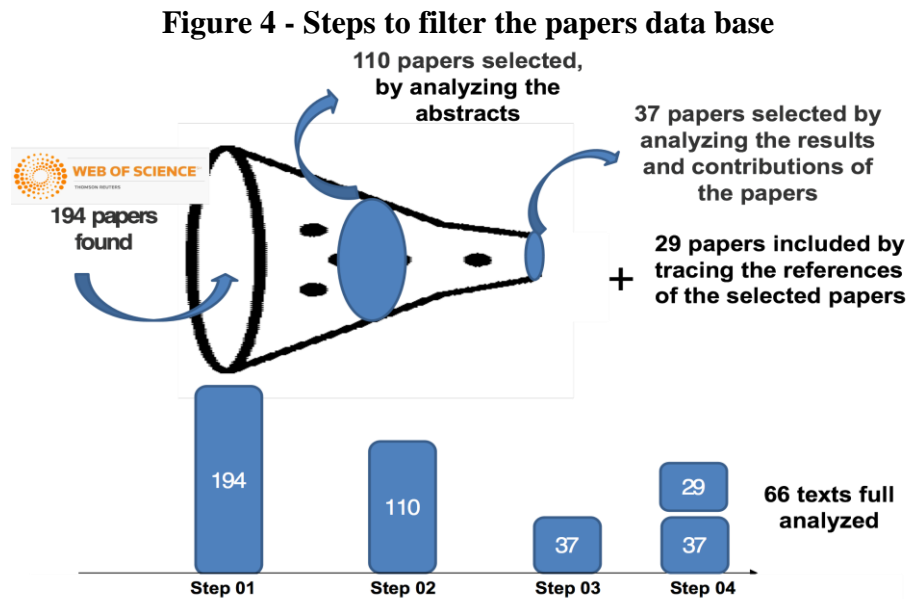 Figure 4 - Steps to filter the papers data base
110 papers selected,
by analyzing the
abstracts
37 papers selected by
analyzing the results
and contributions of
the papers
WEB OF SCIENCE™
THOMSON REUTERS
194 papers
found
+
29 papers included by
tracing the references
of the selected papers
194
110
37
29
37
66 texts full
analyzed
Step 01
Step 02
Step 03
Step 04